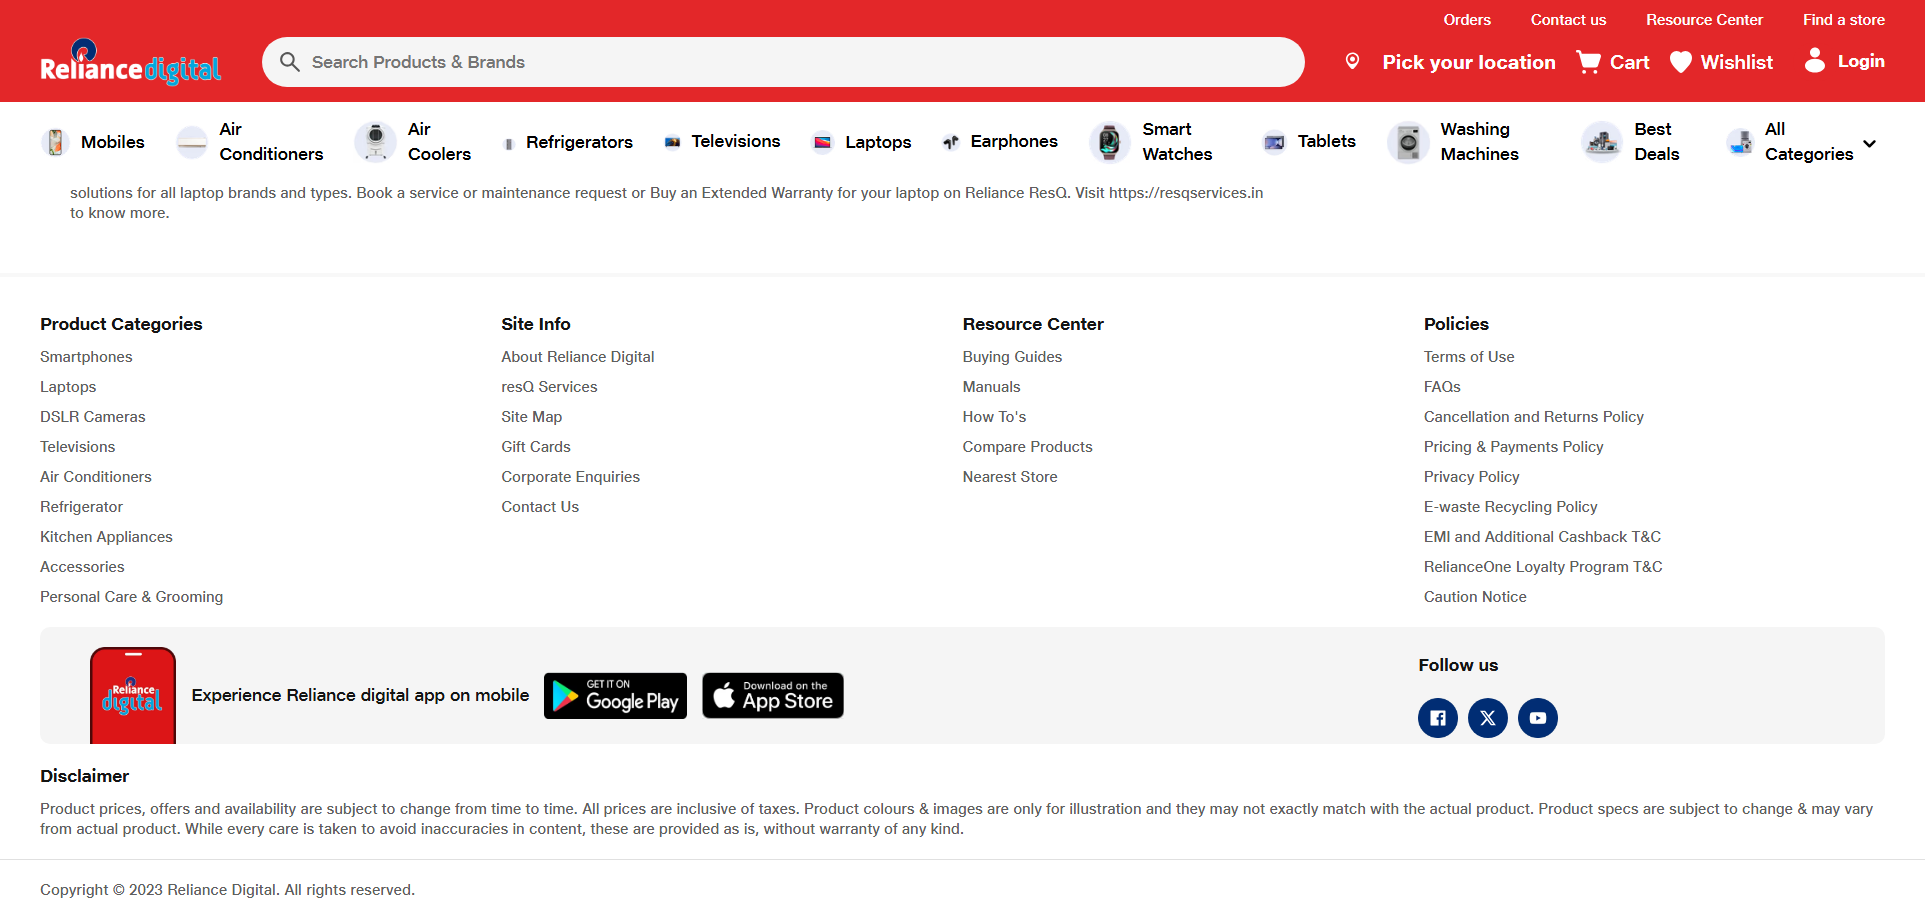 Orders Contact us Resource Center Find a store
Reliance digital Search Products & Brands Pick your location Cart Wishlist Login
Mobiles
Air
Conditioners
Air
Coolers
Refrigerators
Televisions
Laptops
Earphones
Smart
Watches
Tablets
Washing
Machines
Best
Deals
All
Categories
solutions for all laptop brands and types. Book a service or maintenance request or Buy an Extended Warranty for your laptop on Reliance ResQ. Visit https://resqservices.in
to know more.
Product Categories
Smartphones
Laptops
DSLR Cameras
Televisions
Air Conditioners
Refrigerator
Kitchen Appliances
Accessories
Personal Care & Grooming
Site Info
About Reliance Digital
resQ Services
Site Map
Gift Cards
Corporate Enquiries
Contact Us
Resource Center
Buying Guides
Manuals
How To's
Compare Products
Nearest Store
Policies
Terms of Use
FAQs
Cancellation and Returns Policy
Pricing & Payments Policy
Privacy Policy
E-waste Recycling Policy
EMI and Additional Cashback T&C
RelianceOne Loyalty Program T&C
Caution Notice
Reliance
digital
Experience Reliance digital app on mobile
GET IT ON
Google Play
Download on the
App Store
Follow us
Disclaimer
Product prices, offers and availability are subject to change from time to time. All prices are inclusive of taxes. Product colours & images are only for illustration and they may not exactly match with the actual product. Product specs are subject to change & may vary
from actual product. While every care is taken to avoid inaccuracies in content, these are provided as is, without warranty of any kind.
Copyright © 2023 Reliance Digital. All rights reserved.